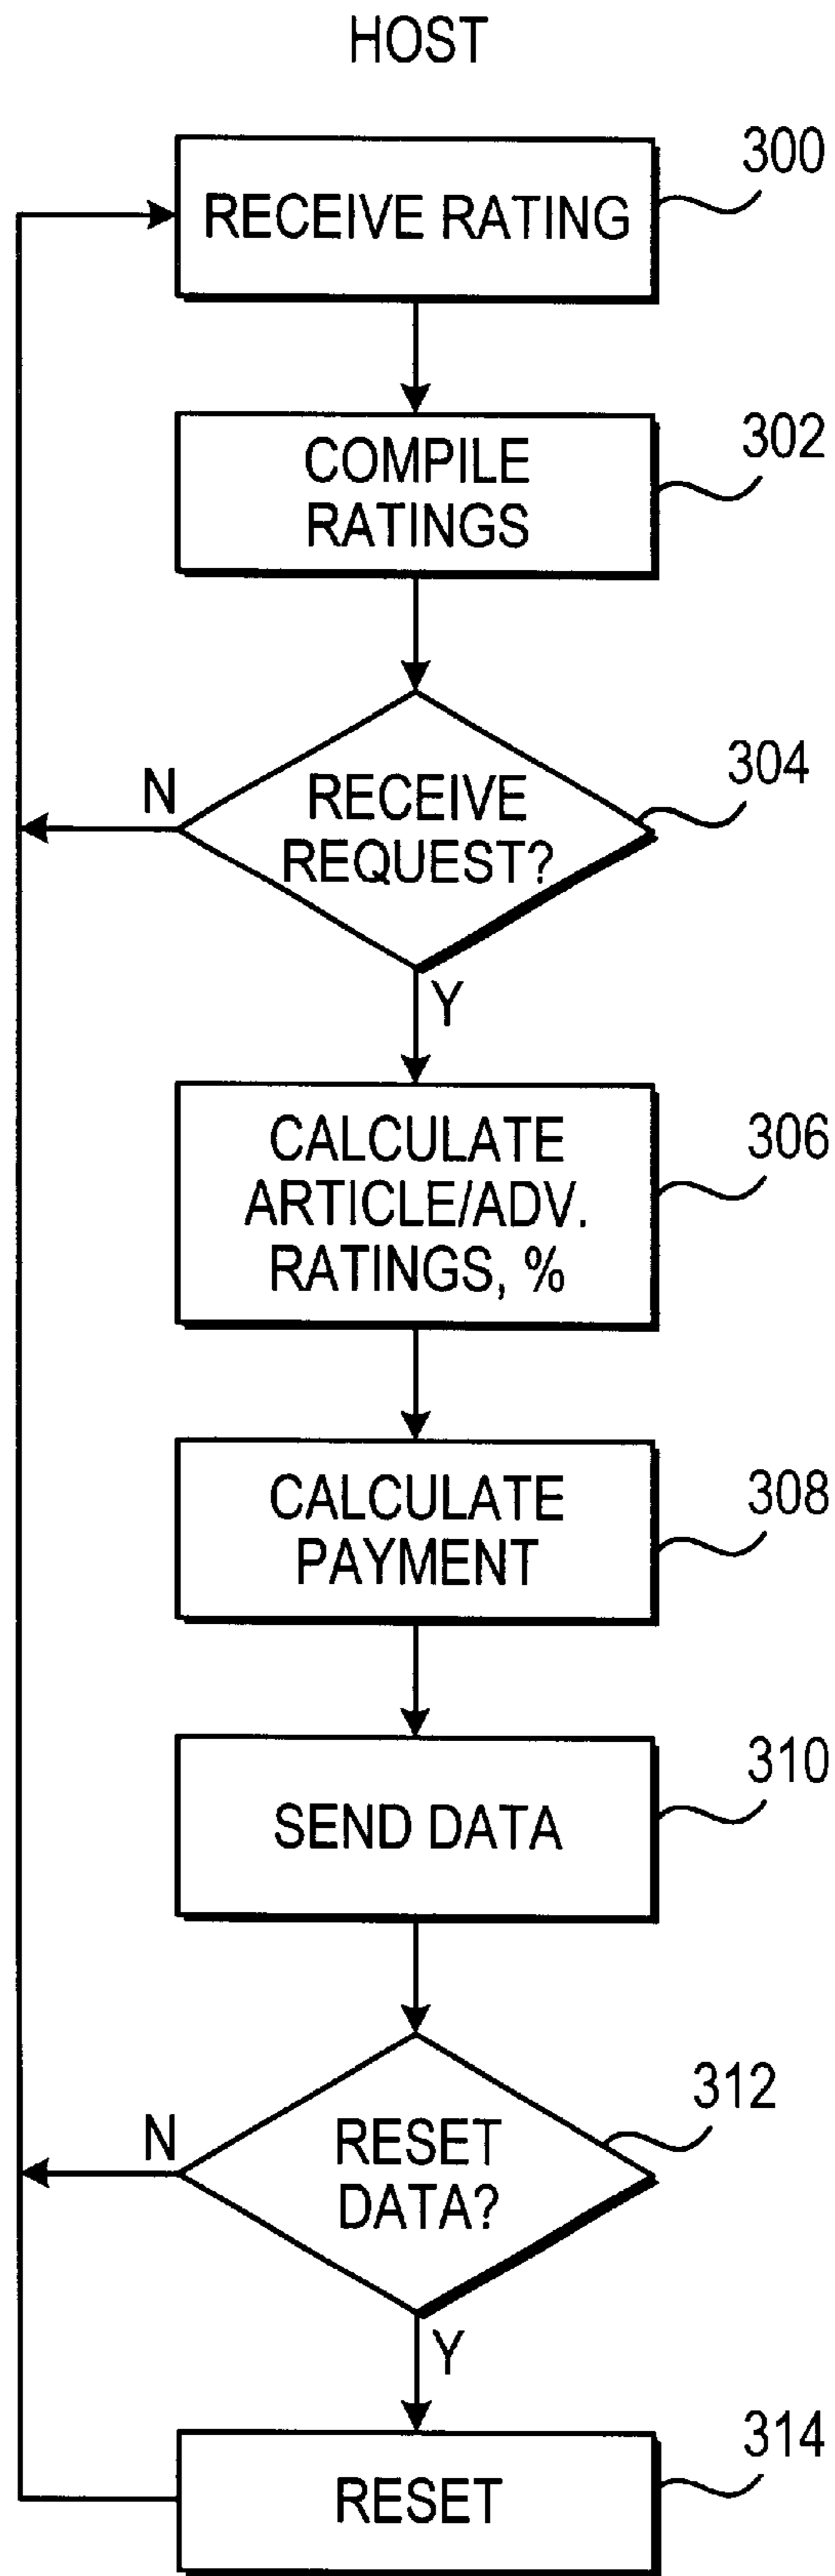 HOST
300
RECEIVE RATING
302
COMPILE
RATINGS
304
N
RECEIVE
REQUEST?
Y
306
CALCULATE
ARTICLE/ADV.
RATINGS, %
308
CALCULATE
PAYMENT
310
SEND DATA
312
N
RESET
DATA?
Y
314
RESET